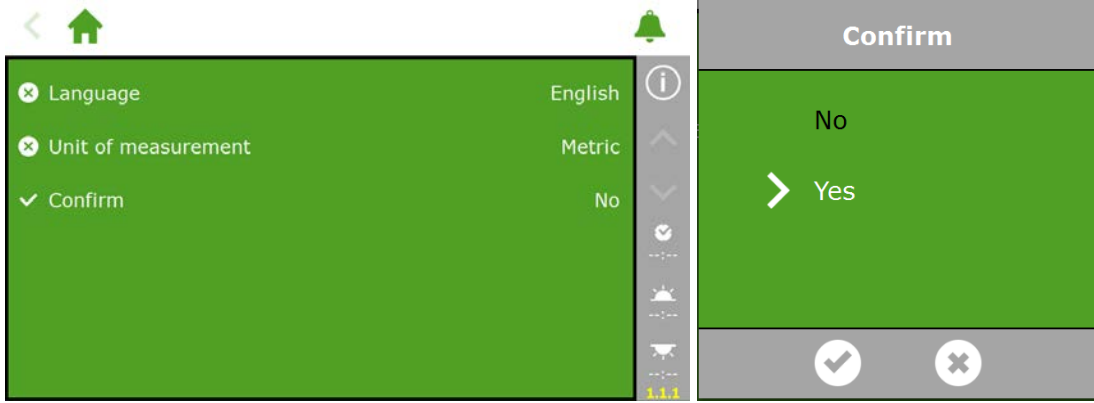 Language English
Unit of measurement Metric
Confirm No
--:--
--:--
--:--
1.1.1
Confirm
No
Yes